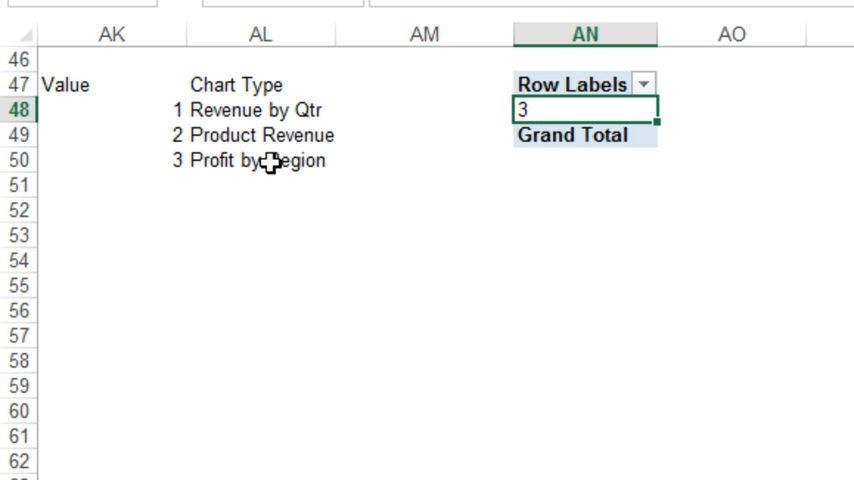 AK AL AM AN AO
46
47 Value Chart Type Row Labels
48 1 Revenue by Qtr 3
49 2 Product Revenue Grand Total
50 3 Profit by Region
51
52
53
54
55
56
57
58
59
60
61
62